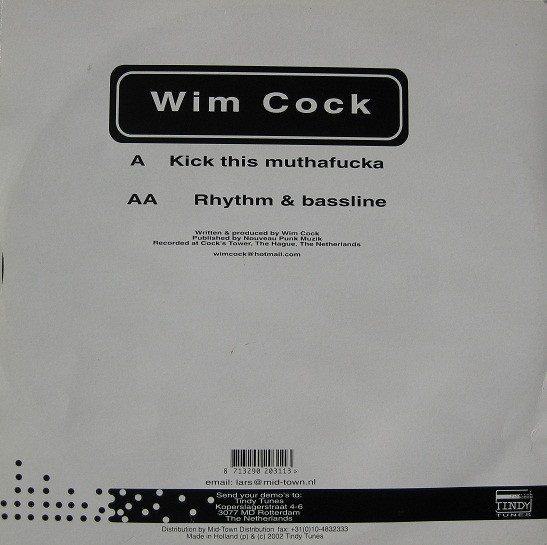 Wim Cock
A Kick this muthafucka
AA Rhythm & bassline
Written & produced by Wim Cock
Published by Nouveau Punk Muzik
Recorded at Cock's Tower, The Hague, The Netherlands
wimcock@hotmail.com
8 713290 203113 >
email: lars@mid-town.nl
Send your demo's to:
Tindy Tunes
Koperslagerstraat 4-6
3077 MD Rotterdam
The Netherlands
TINDY
TUNES
Distribution by Mid-Town Distribution fax: +31(0)10-4832333
Made in Holland (p) & (c) 2002 Tindy Tunes